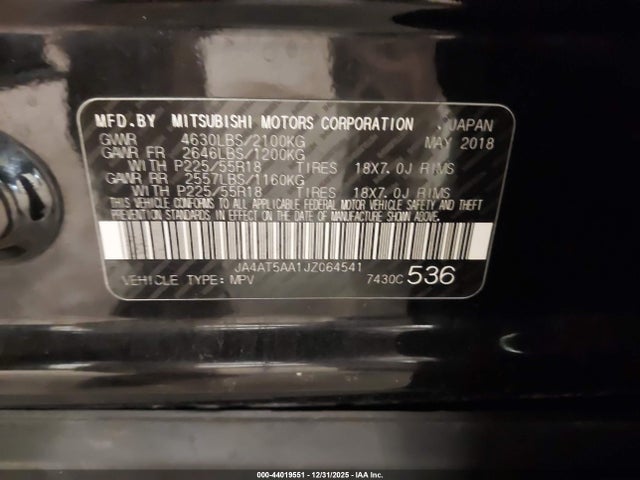 MFD.BY MITSUBISHI MOTORS CORPORATION JAPAN
GVWR 4630LBS/2100KG MAY 2018
GAWR FR 2646LBS/1200KG
WITH P225/55R18 TIRES 18X7.0J RIMS
GAWR RR 2557LBS/1160KG
WITH P225/55R18 TIRES 18X7.0J RIMS
THIS VEHICLE CONFORMS TO ALL APPLICABLE FEDERAL MOTOR VEHICLE SAFETY AND THEFT
PREVENTION STANDARDS IN EFFECT ON THE DATE OF MANUFACTURE SHOWN ABOVE.
JA4AT5AA1JZ064541
VEHICLE TYPE: MPV 7430C 536
000-44019551 - 12/31/2025 - IAA Inc.